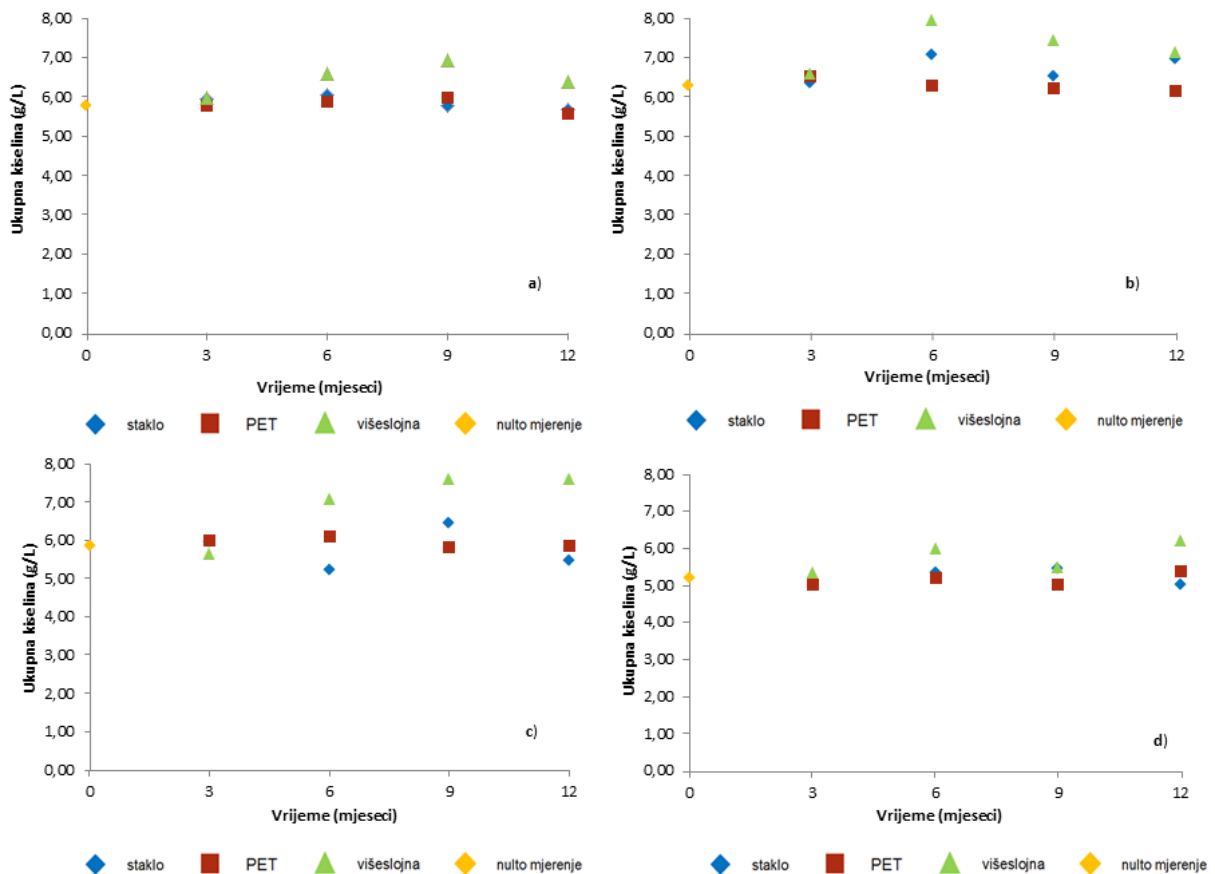 8,00
7,00
6,00
5,00
4,00
3,00
2,00
1,00
0,00
Ukupna kiselina (g/L)
a)
0 3 6 9 12
Vrijeme (mjeseci)
staklo PET višeslojna nulto mjerenje
8,00
7,00
6,00
5,00
4,00
3,00
2,00
1,00
0,00
Ukupna kiselina (g/L)
b)
0 3 6 9 12
Vrijeme (mjeseci)
staklo PET višeslojna nulto mjerenje
8,00
7,00
6,00
5,00
4,00
3,00
2,00
1,00
0,00
Ukupna kiselina (g/L)
c)
0 3 6 9 12
Vrijeme (mjeseci)
staklo PET višeslojna nulto mjerenje
8,00
7,00
6,00
5,00
4,00
3,00
2,00
1,00
0,00
Ukupna kiselina (g/L)
d)
0 3 6 9 12
Vrijeme (mjeseci)
staklo PET višeslojna nulto mjerenje